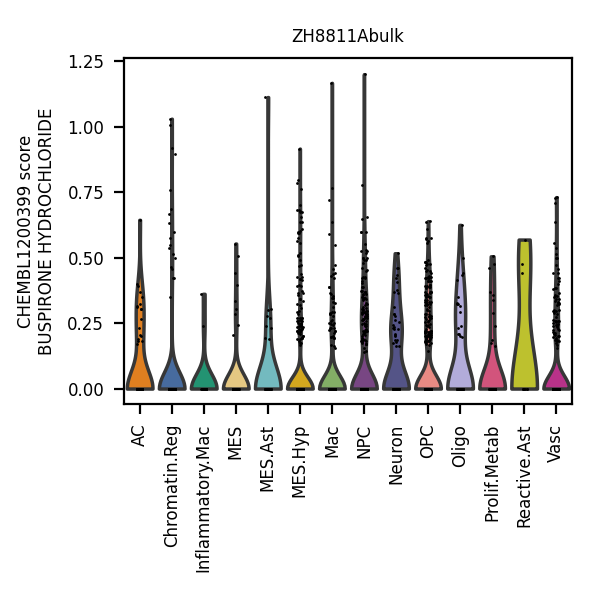 ZH8811Abulk
CHEMBL1200399 score
BUSPIRONE HYDROCHLORIDE
1.25
1.00
0.75
0.50
0.25
0.00
AC
Chromatin.Reg
Inflammatory.Mac
MES
MES.Ast
MES.Hyp
Mac
NPC
Neuron
OPC
Oligo
Prolif.Metab
Reactive.Ast
Vasc